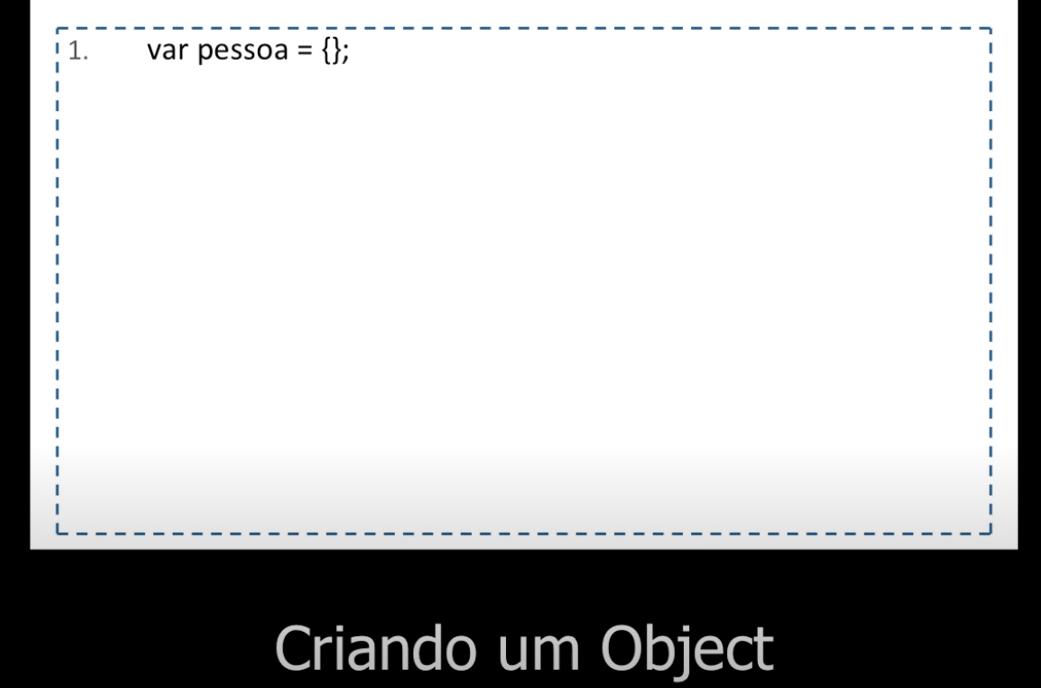 1. var pessoa = {};
Criando um Object